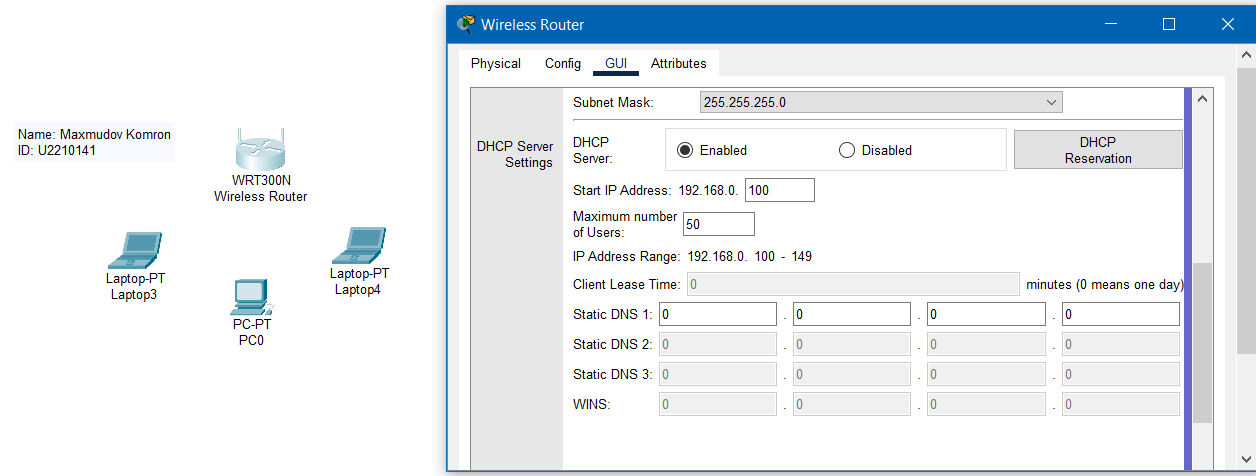 Name: Maxmudov Komron
ID: U2210141
WRT300N
Wireless Router
Laptop-PT
Laptop3
Laptop-PT
Laptop4
PC-PT
PC0
Wireless Router
Physical Config GUI Attributes
Subnet Mask: 255.255.255.0
DHCP Server
Settings
DHCP
Server:
Enabled Disabled
DHCP
Reservation
Start IP Address: 192.168.0. 100
Maximum number
of Users: 50
IP Address Range: 192.168.0. 100 - 149
Client Lease Time: 0 minutes (0 means one day)
Static DNS 1: 0 . 0 . 0 . 0
Static DNS 2: 0 . 0 . 0 . 0
Static DNS 3: 0 . 0 . 0 . 0
WINS: 0 . 0 . 0 . 0